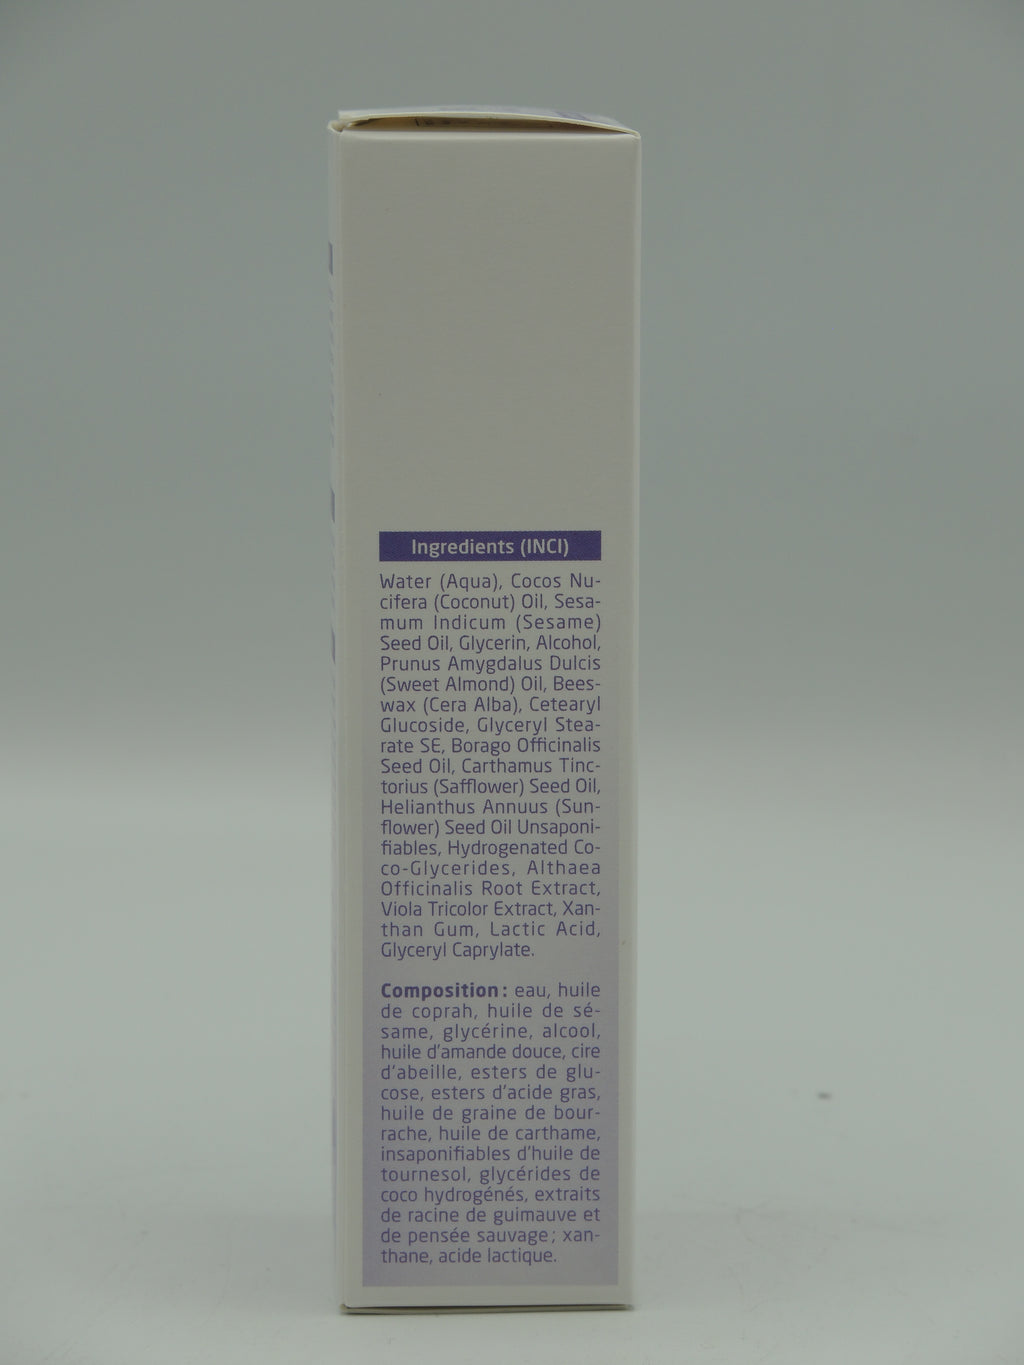 Ingredients (INCI)
Water (Aqua), Cocos Nu-
cifera (Coconut) Oil, Sesa-
mum Indicum (Sesame)
Seed Oil, Glycerin, Alcohol,
Prunus Amygdalus Dulcis
(Sweet Almond) Oil, Bees-
wax (Cera Alba), Cetearyl
Glucoside, Glyceryl Stea-
rate SE, Borago Officinalis
Seed Oil, Carthamus Tinc-
torius (Safflower) Seed Oil,
Helianthus Annuus (Sun-
flower) Seed Oil Unsaponi-
fiables, Hydrogenated Co-
co-Glycerides, Althaea
Officinalis Root Extract,
Viola Tricolor Extract, Xan-
than Gum, Lactic Acid,
Glyceryl Caprylate.
Composition : eau, huile
de coprah, huile de sé-
same, glycérine, alcool,
huile d'amande douce, cire
d'abeille, esters de glu-
cose, esters d'acide gras,
huile de graine de bour-
rache, huile de carthame,
insaponifiables d'huile de
tournesol, glycérides de
coco hydrogénés, extraits
de racine de guimauve et
de pensée sauvage ; xan-
thane, acide lactique.